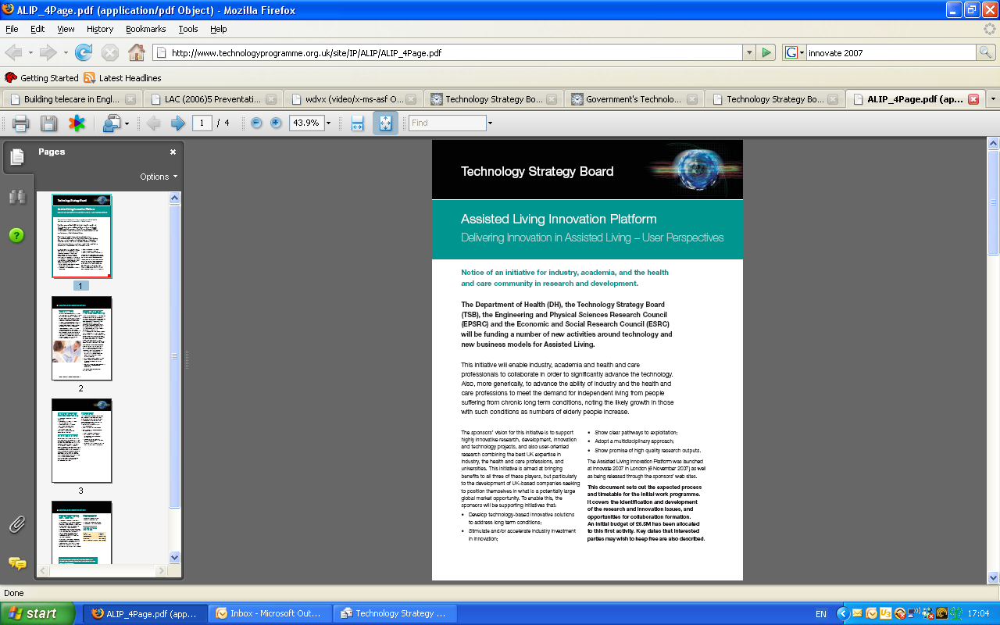 ALIP_4Page.pdf (application/pdf Object) - Mozilla Firefox
File Edit View History Bookmarks Tools Help
http://www.technologyprogramme.org.uk/site/IP/ALIP/ALIP_4Page.pdf
G innovate 2007
Getting Started Latest Headlines
Building telecare in Engl... LAC (2006)5 Preventati... wdvx (video/x-ms-asf O... Technology Strategy Bo... Government's Technolo... Technology Strategy Bo... ALIP_4Page.pdf (ap...
1 / 4 43.9% Find
Pages
Options
1
2
3
Technology Strategy Board
Assisted Living Innovation Platform
Delivering Innovation in Assisted Living – User Perspectives
Notice of an initiative for industry, academia, and the health
and care community in research and development.
The Department of Health (DH), the Technology Strategy Board
(TSB), the Engineering and Physical Sciences Research Council
(EPSRC) and the Economic and Social Research Council (ESRC)
will be funding a number of new activities around technology and
new business models for Assisted Living.
This initiative will enable industry, academia and health and care
professionals to collaborate in order to significantly advance the technology.
Also, more generically, to advance the ability of industry and the health and
care professions to meet the demand for independent living from people
suffering from chronic long term conditions, noting the likely growth in those
with such conditions as numbers of elderly people increase.
The sponsors' vision for this initiative is to support
highly innovative research, development, innovation
and technology projects, and also user-oriented
research combining the best UK expertise in
industry, the health and care professions, and
universities. This initiative is aimed at bringing
benefits to all three of these players, but particularly
to the development of UK-based companies seeking
to position themselves in what is a potentially large
global market opportunity. To enable this, the
sponsors will be supporting initiatives that:
• Develop technology-based innovative solutions
to address long term conditions;
• Stimulate and/or accelerate industry investment
in innovation;
• Show clear pathways to exploitation;
• Adopt a multidisciplinary approach;
• Show promise of high quality research outputs.
The Assisted Living Innovation Platform was launched
at Innovate 2007 in London (6 November 2007) as well
as being released through the sponsors' web sites.
This document sets out the expected process
and timetable for the initial work programme.
It covers the identification and development
of the research and innovation issues, and
opportunities for collaboration formation.
An initial budget of £6.5M has been allocated
to this first activity. Key dates that interested
parties may wish to keep free are also described.
Done
start ALIP_4Page.pdf (app... Inbox - Microsoft Out... Technology Strategy ... EN 17:04